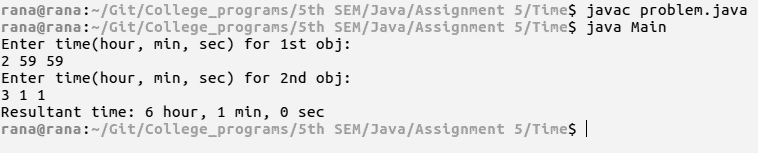 rana@rana:~/Git/College_programs/5th SEM/Java/Assignment 5/Time$ javac problem.java
rana@rana:~/Git/College_programs/5th SEM/Java/Assignment 5/Time$ java Main
Enter time(hour, min, sec) for 1st obj:
2 59 59
Enter time(hour, min, sec) for 2nd obj:
3 1 1
Resultant time: 6 hour, 1 min, 0 sec
rana@rana:~/Git/College_programs/5th SEM/Java/Assignment 5/Time$